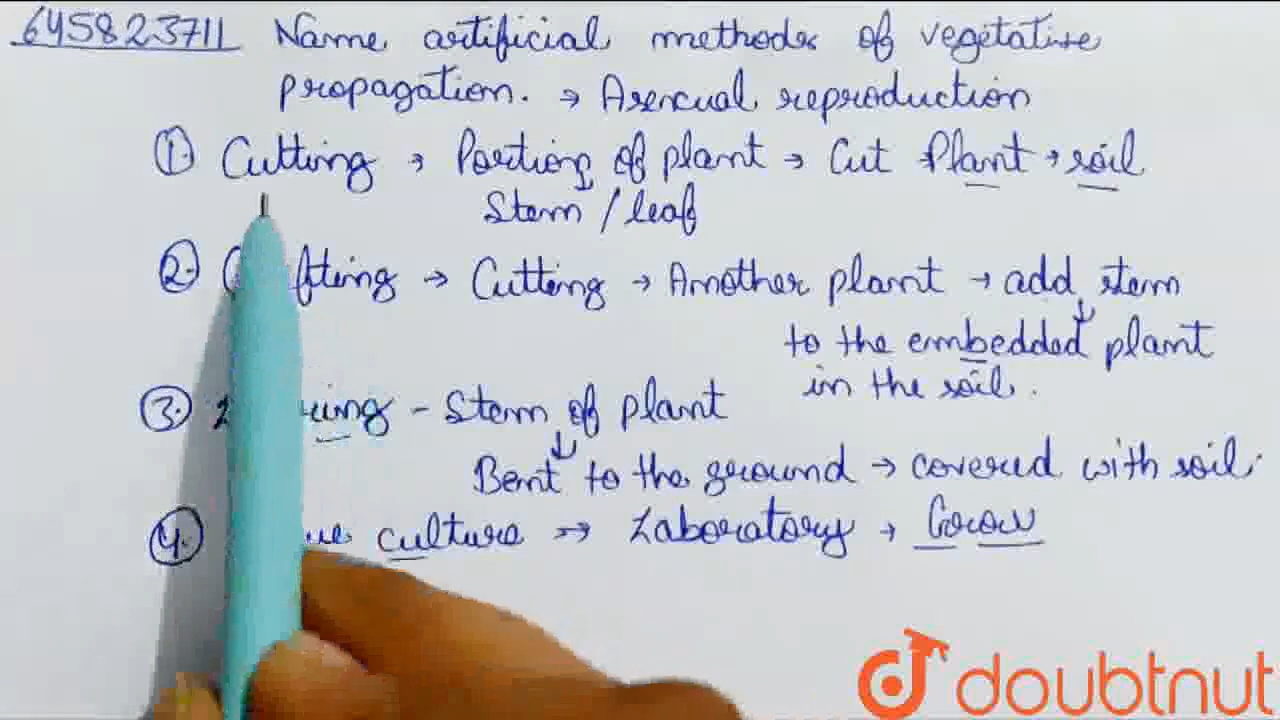 645823711 Name artificial methods of vegetative
propagation. → Asexual reproduction
① Cutting → Portion of plant → Cut Plant → soil
Stem / leaf
② → Cutting → Another plant → add stem
to the embedded plant
in the soil.
③ - Stem of plant
Bent to the ground → covered with soil.
④ culture → Laboratory → Grow
doubtnut